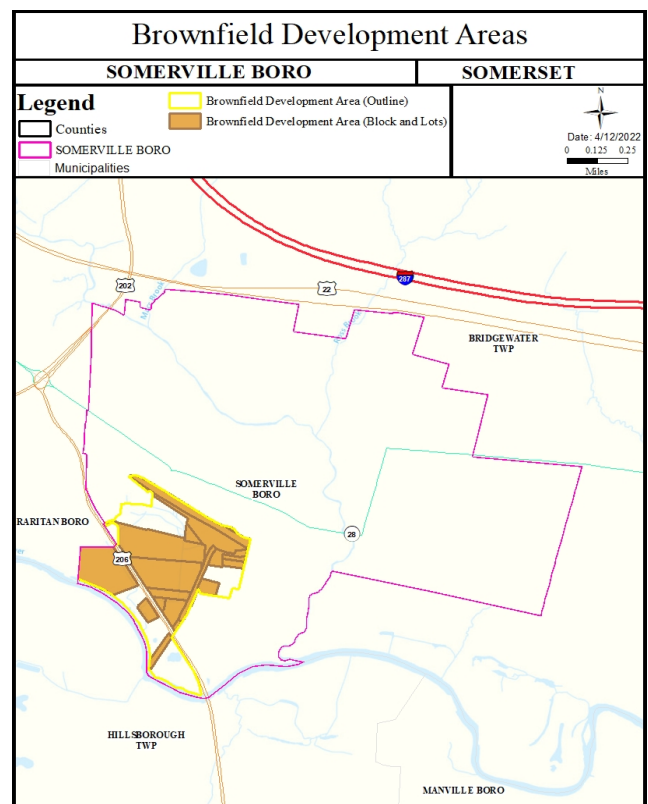 Brownfield Development Areas
SOMERVILLE BORO
SOMERSET
Legend
Counties
SOMERVILLE BORO
Municipalities
Brownfield Development Area (Outline)
Brownfield Development Area (Block and Lots)
N
Date: 4/12/2022
0 0.125 0.25
Miles
287
202
22
BRIDGEWATER
TWP
SOMERVILLE
BORO
RARITAN BORO
28
206
HILLSBOROUGH
TWP
MANVILLE BORO